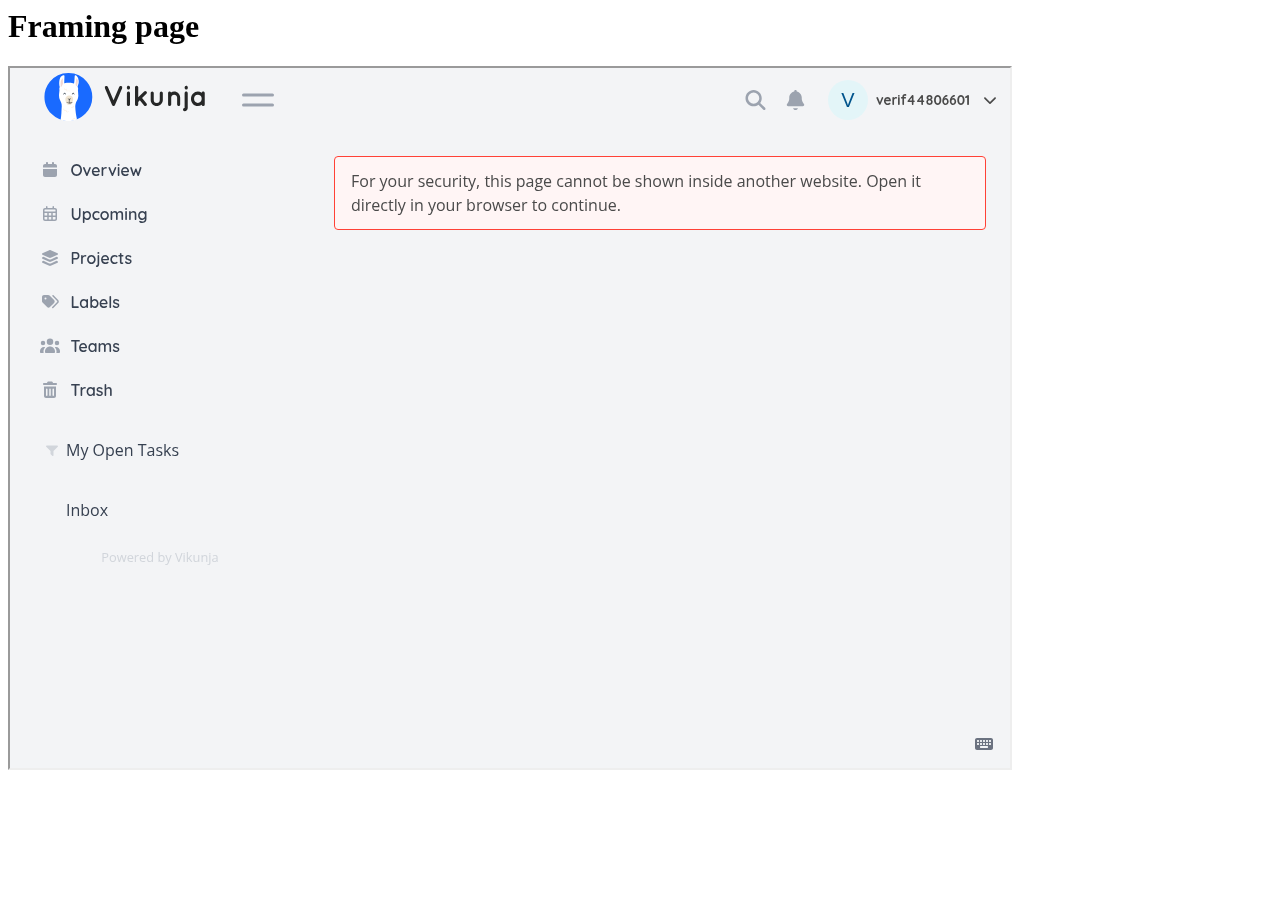 Framing page
Vikunja
V
verif44806601
Overview
Upcoming
Projects
Labels
Teams
Trash
My Open Tasks
Inbox
Powered by Vikunja
For your security, this page cannot be shown inside another website. Open it
directly in your browser to continue.